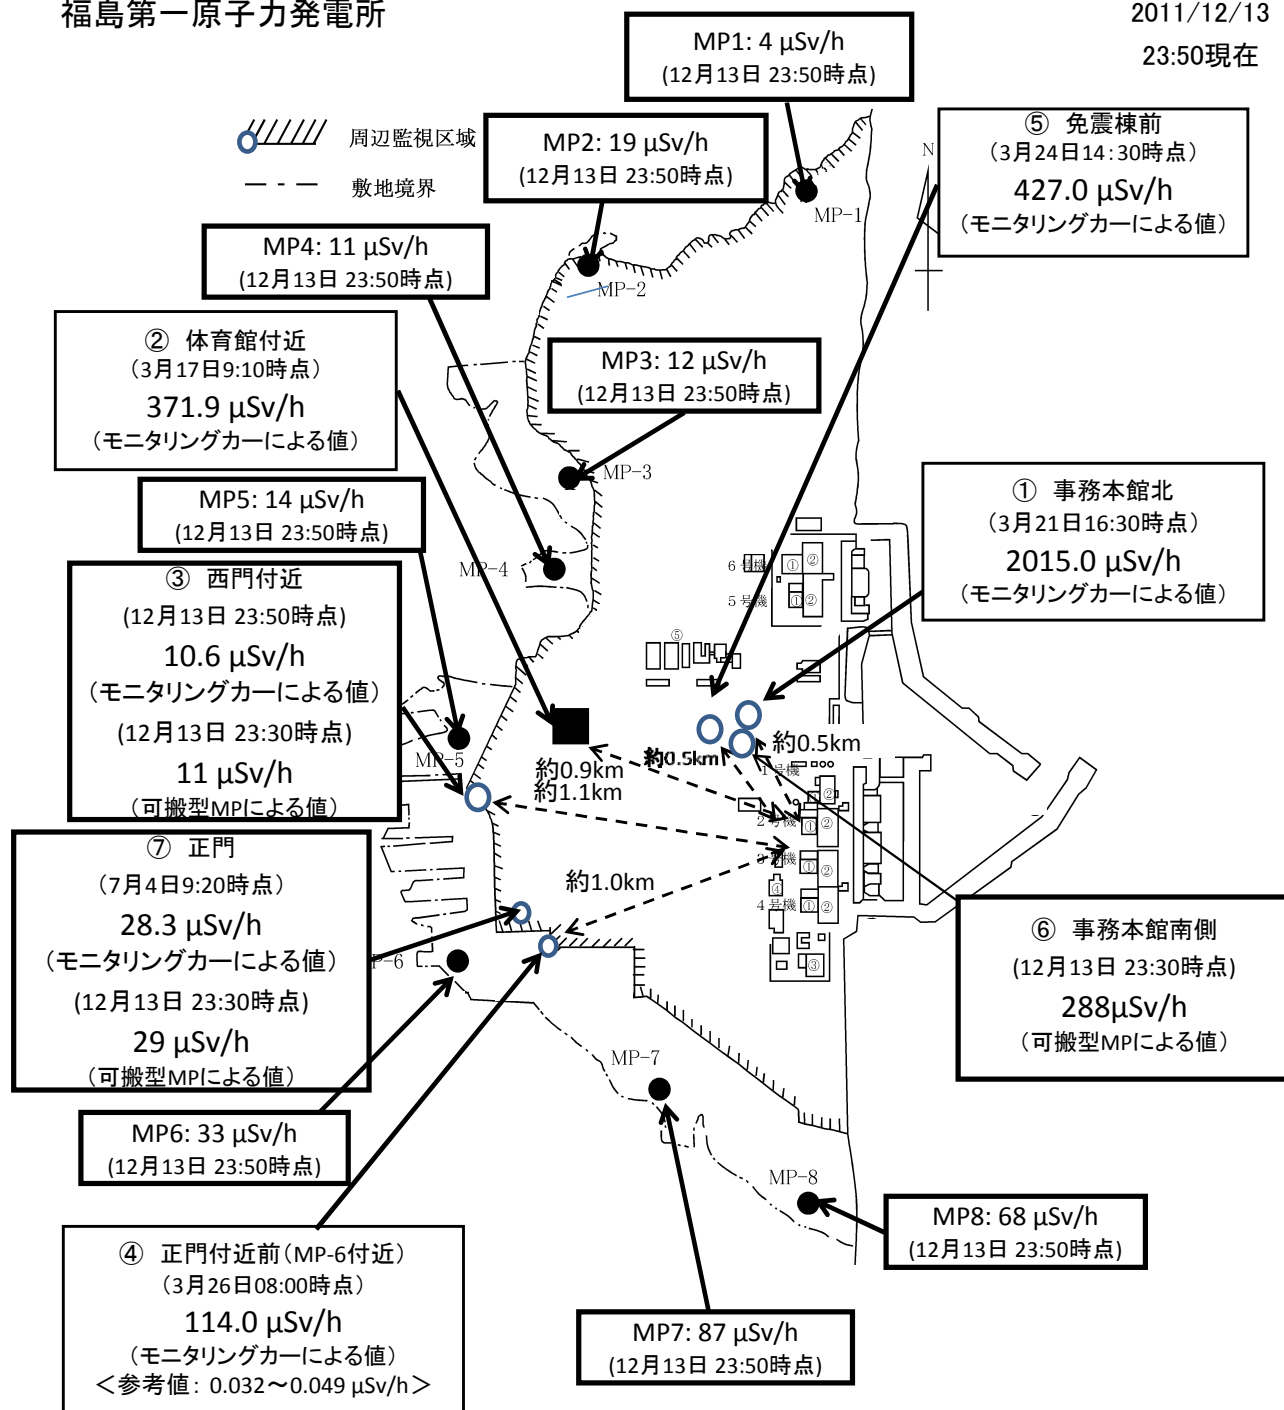 福島第一原子力発電所
2011/12/13
23:50現在
周辺監視区域
敷地境界
MP1: 4 μSv/h
(12月13日 23:50時点)
MP2: 19 μSv/h
(12月13日 23:50時点)
⑤ 免震棟前
(3月24日14:30時点)
427.0 μSv/h
(モニタリングカーによる値)
N
MP-1
MP4: 11 μSv/h
(12月13日 23:50時点)
MP-2
② 体育館付近
(3月17日9:10時点)
371.9 μSv/h
(モニタリングカーによる値)
MP3: 12 μSv/h
(12月13日 23:50時点)
MP-3
MP5: 14 μSv/h
(12月13日 23:50時点)
① 事務本館北
(3月21日16:30時点)
2015.0 μSv/h
(モニタリングカーによる値)
MP-4
6号機
① ②
5号機
① ②
⑤
③ 西門付近
(12月13日 23:50時点)
10.6 μSv/h
(モニタリングカーによる値)
(12月13日 23:30時点)
11 μSv/h
(可搬型MPによる値)
MP-5
約0.9km
約1.1km
約0.5km
約0.5km
1号機
① ②
2号機
① ②
3号機
① ②
④
4号機
① ②
③
約1.0km
⑦ 正門
(7月4日9:20時点)
28.3 μSv/h
(モニタリングカーによる値)
(12月13日 23:30時点)
29 μSv/h
(可搬型MPによる値)
P-6
⑥ 事務本館南側
(12月13日 23:30時点)
288μSv/h
(可搬型MPによる値)
MP-7
MP6: 33 μSv/h
(12月13日 23:50時点)
MP-8
MP8: 68 μSv/h
(12月13日 23:50時点)
④ 正門付近前(MP-6付近)
(3月26日08:00時点)
114.0 μSv/h
(モニタリングカーによる値)
<参考値: 0.032~0.049 μSv/h>
MP7: 87 μSv/h
(12月13日 23:50時点)